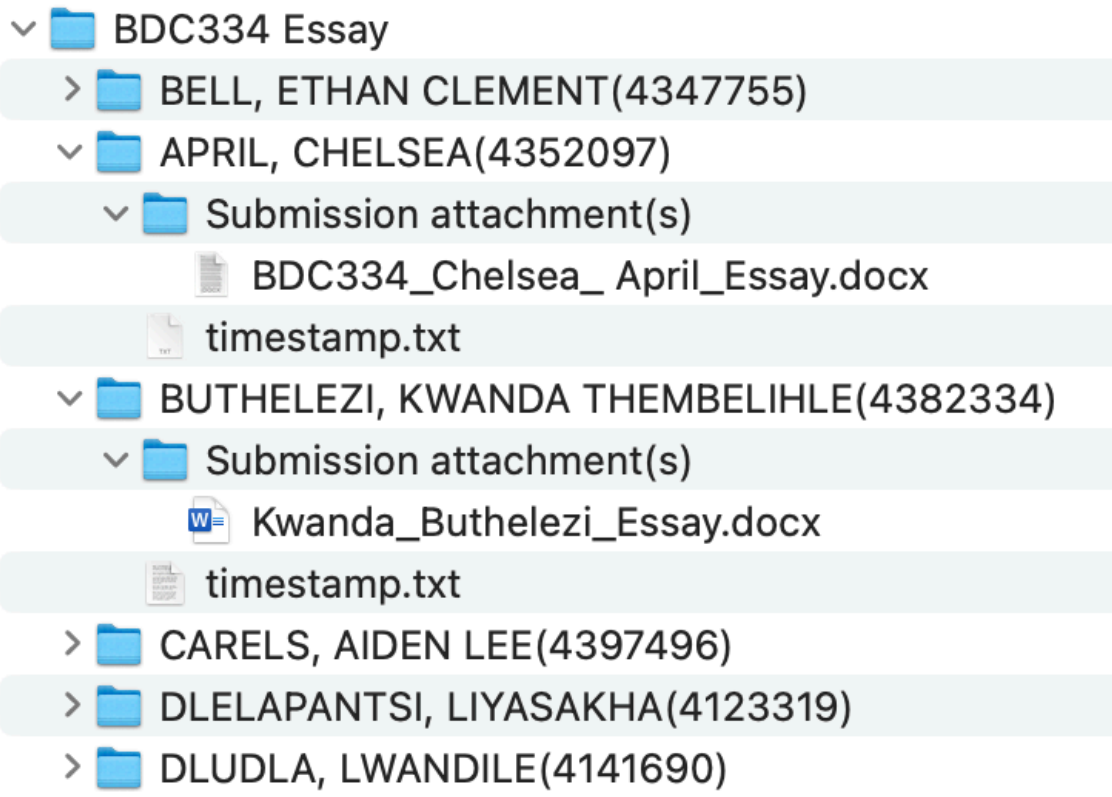 BDC334 Essay
BELL, ETHAN CLEMENT(4347755)
APRIL, CHELSEA(4352097)
Submission attachment(s)
BDC334_Chelsea_ April_Essay.docx
timestamp.txt
BUTHELEZI, KWANDA THEMBELIHLE(4382334)
Submission attachment(s)
Kwanda_Buthelezi_Essay.docx
timestamp.txt
CARELS, AIDEN LEE(4397496)
DLELAPANTSI, LIYASAKHA(4123319)
DLUDLA, LWANDILE(4141690)